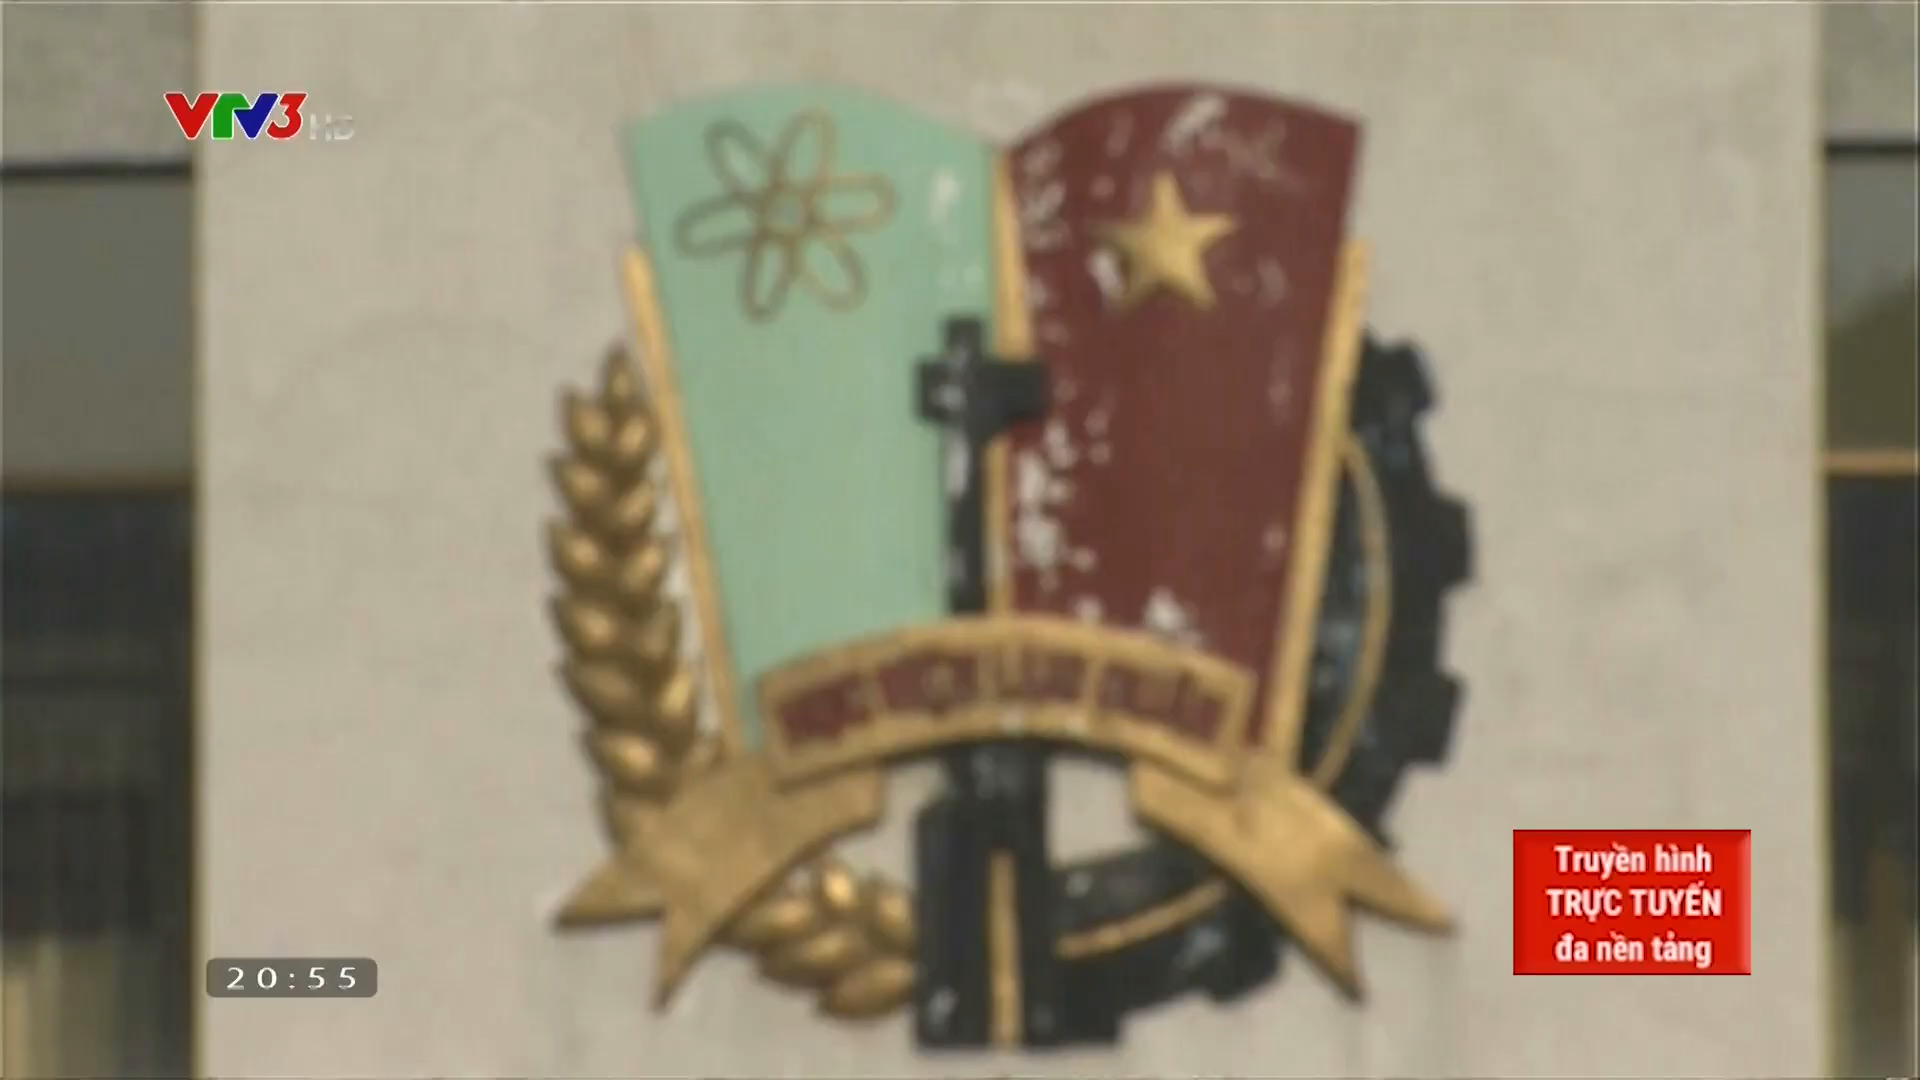 VTV3 HD
Truyền hình
TRỰC TUYẾN
đa nền tảng
20:55